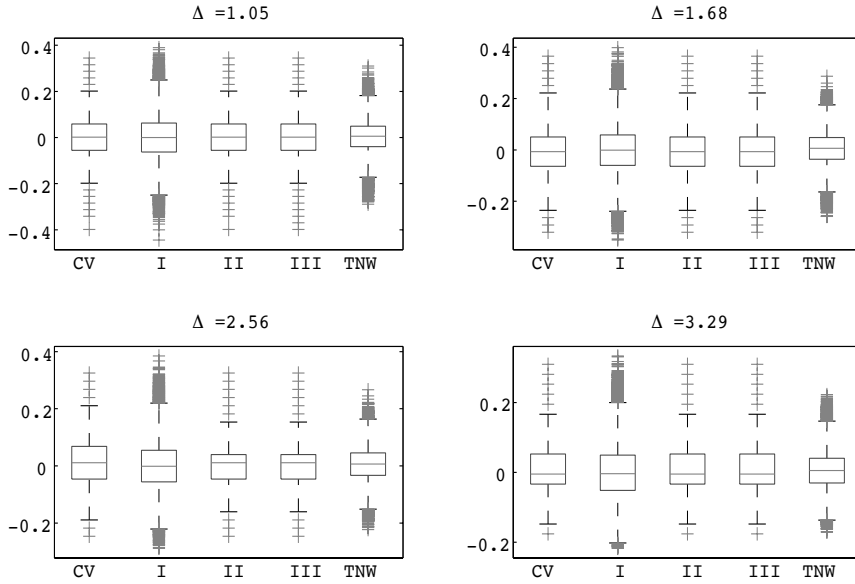 Δ =1.05
0.4
0.2
0
-0.2
-0.4
CV I II III TNW
Δ =1.68
0.4
0.2
0
-0.2
CV I II III TNW
Δ =2.56
0.4
0.2
0
-0.2
CV I II III TNW
Δ =3.29
0.2
0
-0.2
CV I II III TNW